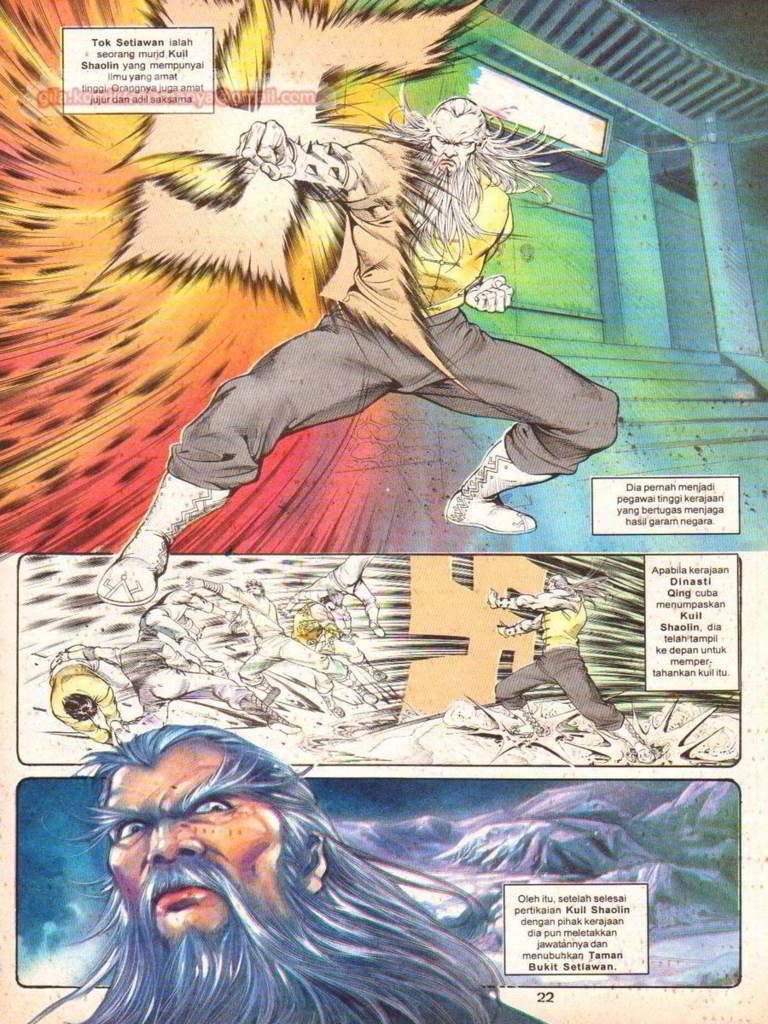 Tok Setiawan ialah
seorang murid Kuil
Shaolin yang mempunyai
ilmu yang amat
tinggi. Orangnya juga amat
jujur dan adil saksama.
Dia pernah menjadi
pegawai tinggi kerajaan
yang bertugas menjaga
hasil garam negara.
Apabila kerajaan
Dinasti
Qing cuba
menumpaskan
Kuil
Shaolin, dia
telah tampil
ke depan untuk
memper-
tahankan kuil itu.
Oleh itu, setelah selesai
pertikaian Kuil Shaolin
dengan pihak kerajaan
dia pun meletakkan
jawatannya dan
menubuhkan Taman
Bukit Setiawan.
22